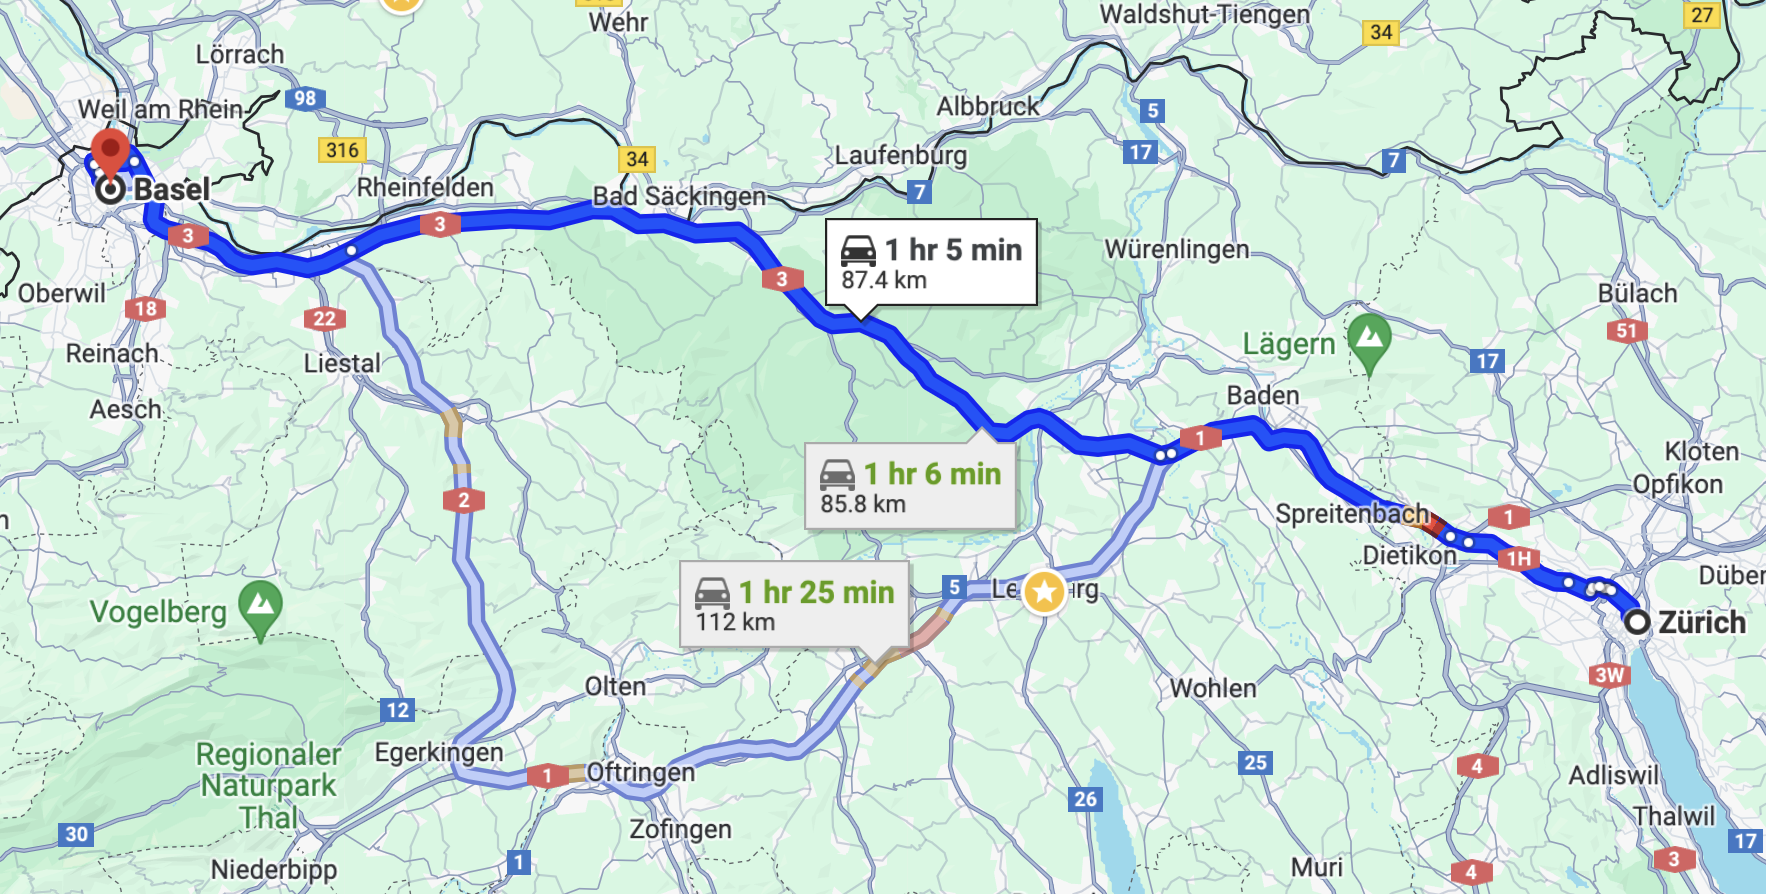 Wehr
Waldshut-Tiengen
34
27
Lörrach
98
Weil am Rhein
Albbruck
5
316
34
Laufenburg
17
7
Basel
Rheinfelden
Bad Säckingen
7
3
3
1 hr 5 min
87.4 km
Würenlingen
3
Oberwil
18
22
Bülach
51
Reinach
Liestal
Lägern
17
Aesch
Baden
1
Kloten
1 hr 6 min
85.8 km
Opfikon
2
Spreitenbach
1
Dietikon
1H
Düber
1 hr 25 min
112 km
5
Le
rg
Vogelberg
Zürich
3W
Olten
Wohlen
12
Regionaler
Naturpark
Thal
Egerkingen
1
Oftringen
25
4
Adliswil
26
Zofingen
Thalwil
30
17
Niederbipp
1
Muri
4
3